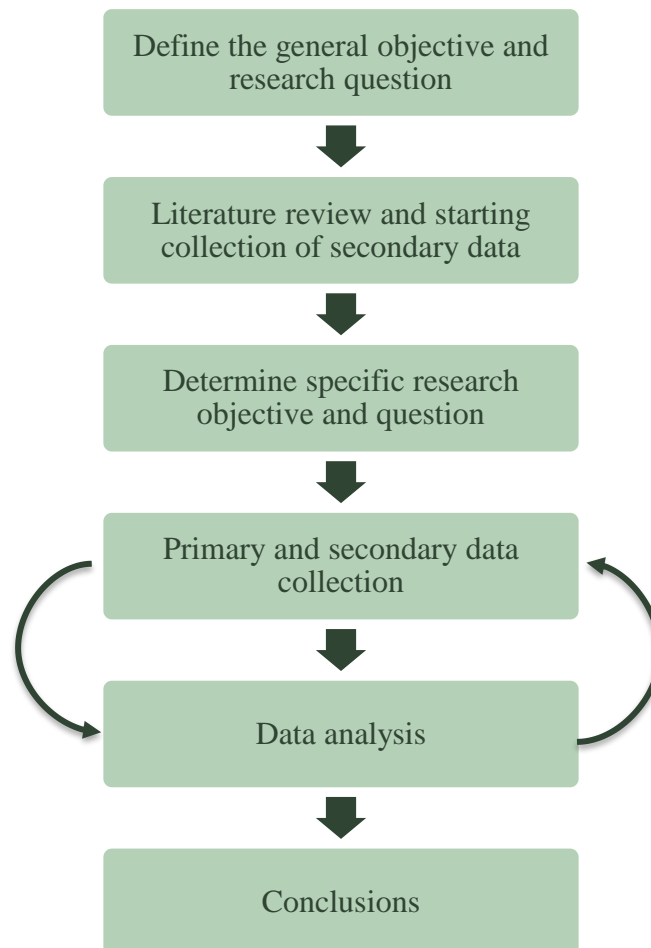 Define the general objective and
research question
Literature review and starting
collection of secondary data
Determine specific research
objective and question
Primary and secondary data
collection
Data analysis
Conclusions